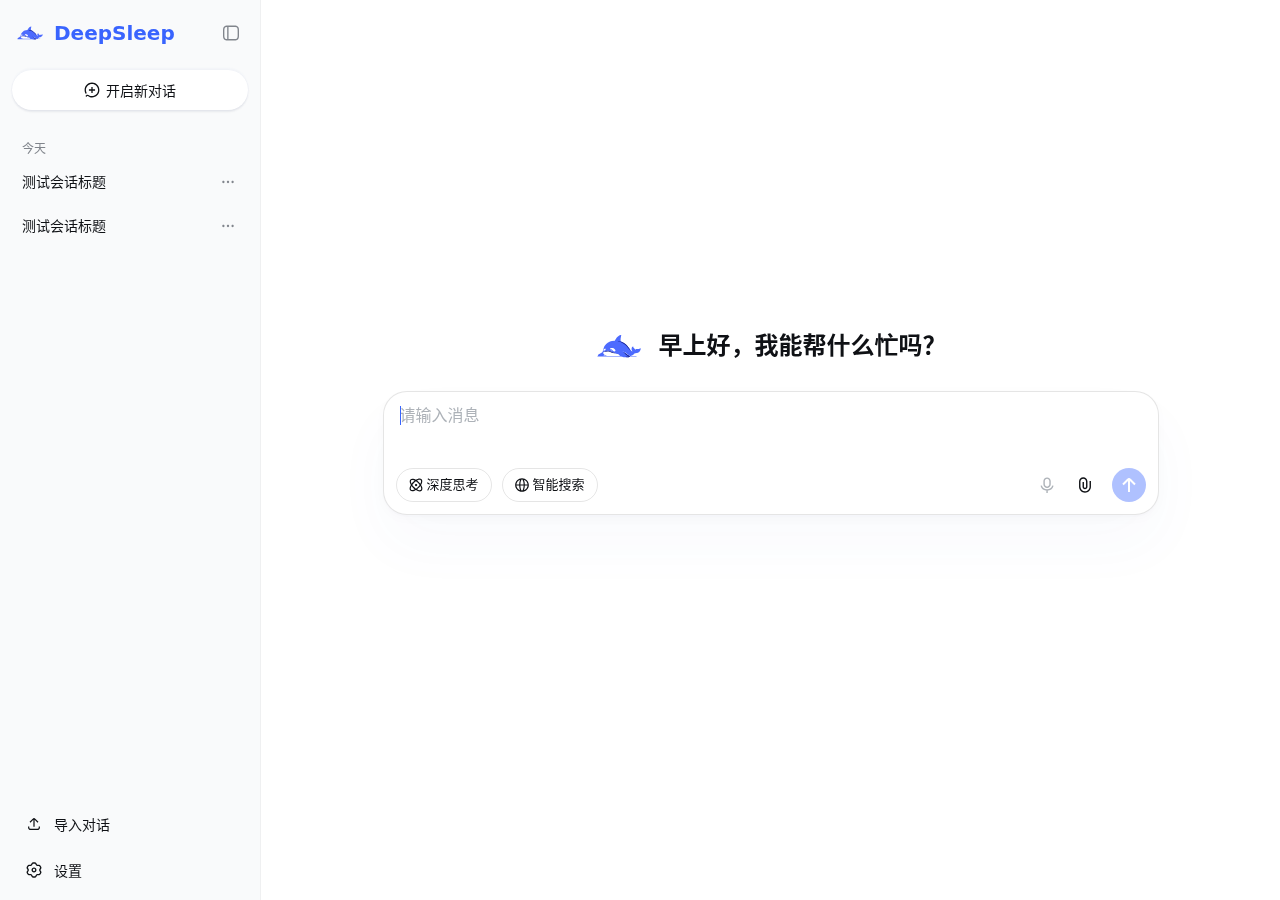 DeepSleep
开启新对话
今天
测试会话标题
测试会话标题
早上好，我能帮什么忙吗？
请输入消息
深度思考
智能搜索
导入对话
设置